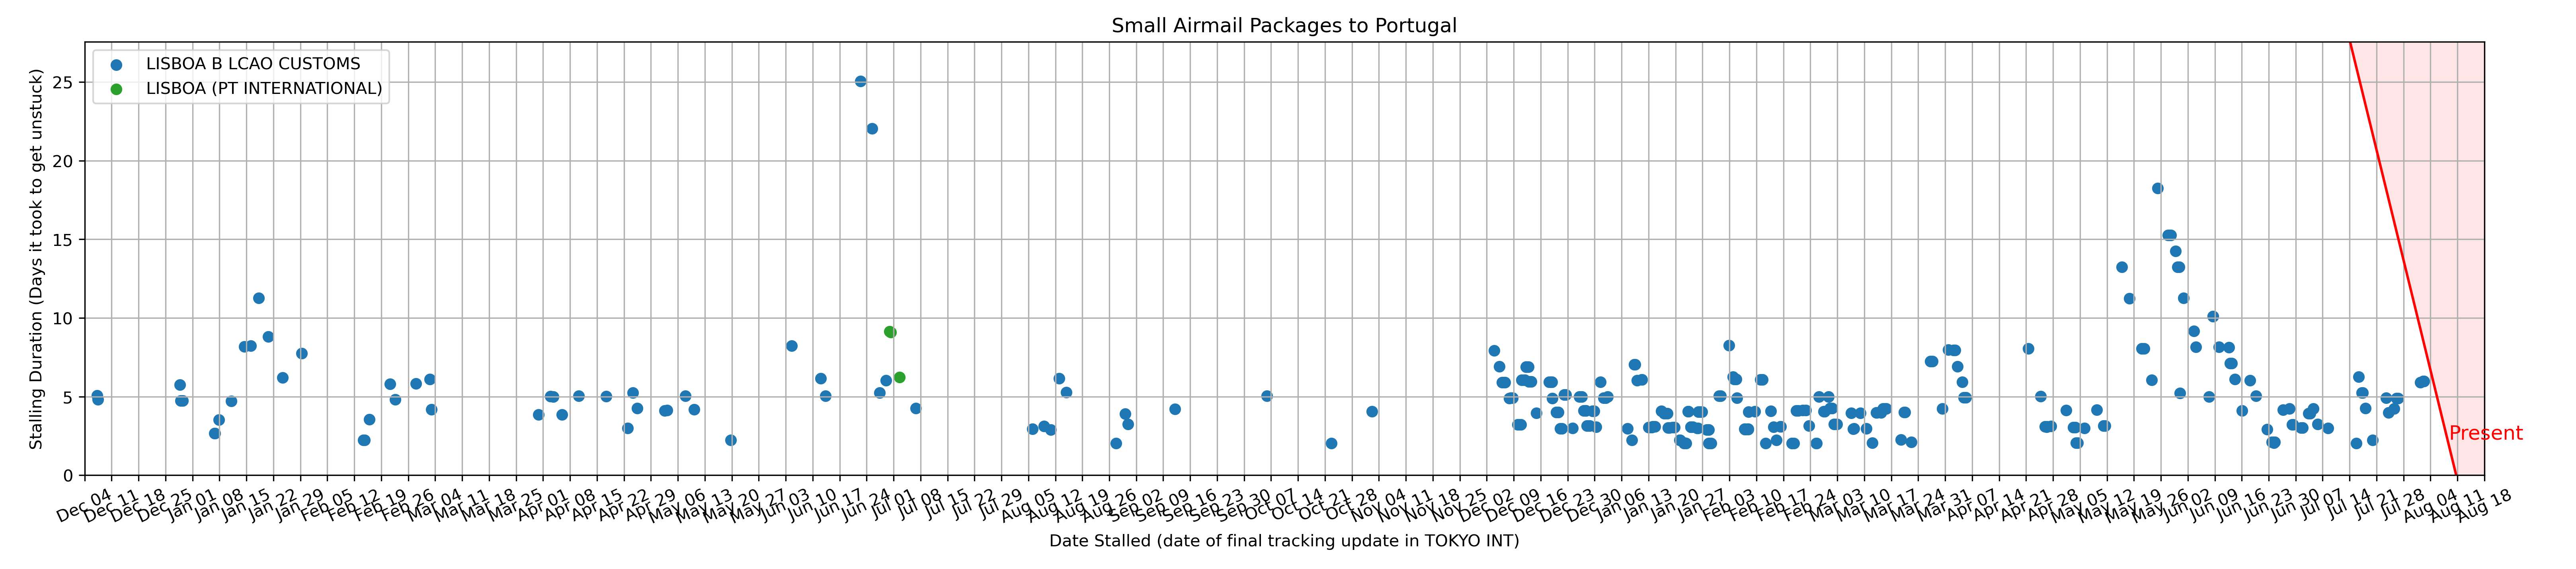 Small Airmail Packages to Portugal
LISBOA B LCAO CUSTOMS
LISBOA (PT INTERNATIONAL)
Stalling Duration (Days it took to get unstuck)
25
20
15
10
5
0
Present
Dec 04
Dec 11
Dec 18
Dec 25
Jan 01
Jan 08
Jan 15
Jan 22
Jan 29
Feb 05
Feb 12
Feb 19
Feb 26
Mar 04
Mar 11
Mar 18
Mar 25
Apr 01
Apr 08
Apr 15
Apr 22
Apr 29
May 06
May 13
May 20
May 27
Jun 03
Jun 10
Jun 17
Jun 24
Jul 01
Jul 08
Jul 15
Jul 22
Jul 29
Aug 05
Aug 12
Aug 19
Aug 26
Sep 02
Sep 09
Sep 16
Sep 23
Sep 30
Oct 07
Oct 14
Oct 21
Oct 28
Nov 04
Nov 11
Nov 18
Nov 25
Dec 02
Dec 09
Dec 16
Dec 23
Dec 30
Jan 06
Jan 13
Jan 20
Jan 27
Feb 03
Feb 10
Feb 17
Feb 24
Mar 03
Mar 10
Mar 17
Mar 24
Mar 31
Apr 07
Apr 14
Apr 21
Apr 28
May 05
May 12
May 19
May 26
Jun 02
Jun 09
Jun 16
Jun 23
Jun 30
Jul 07
Jul 14
Jul 21
Jul 28
Aug 04
Aug 11
Aug 18
Date Stalled (date of final tracking update in TOKYO INT)